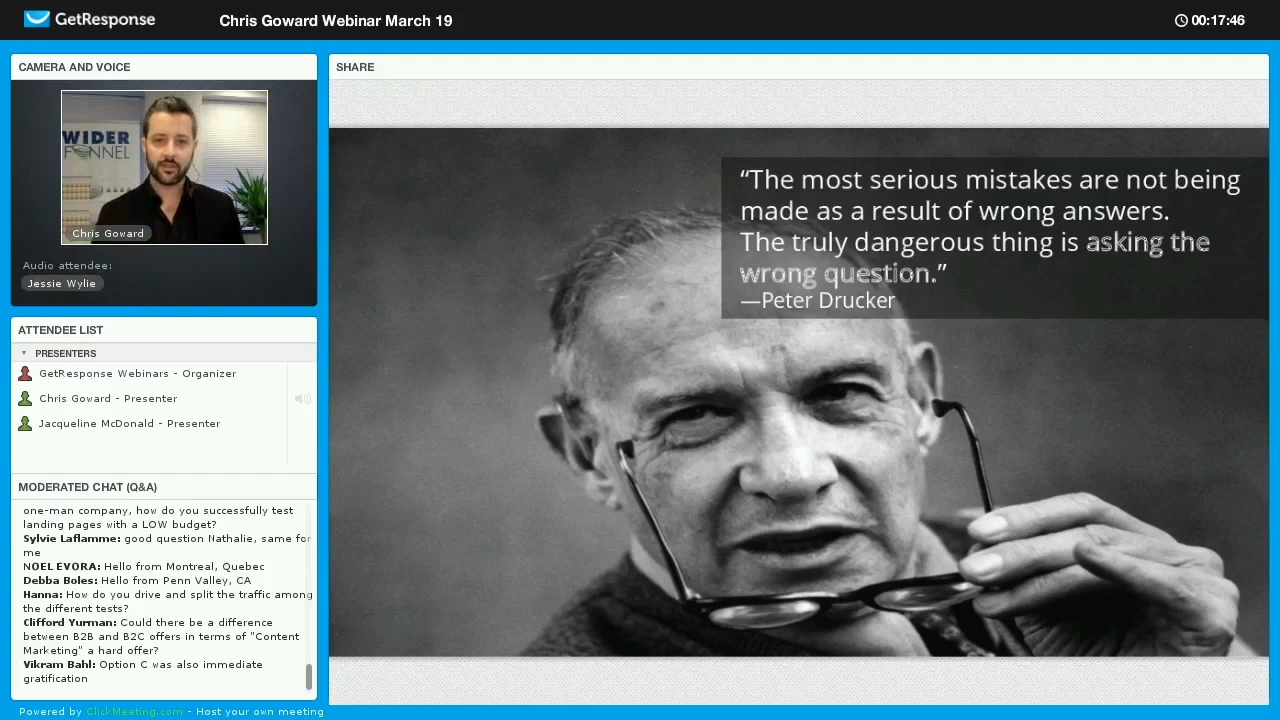 GetResponse
Chris Goward Webinar March 19
00:17:46
CAMERA AND VOICE
WIDER
FUNNEL
Chris Goward
Audio attendee:
Jessie Wylie
ATTENDEE LIST
PRESENTERS
GetResponse Webinars - Organizer
Chris Goward - Presenter
Jacqueline McDonald - Presenter
MODERATED CHAT (Q&A)
one-man company, how do you successfully test
landing pages with a LOW budget?
Sylvie Laflamme: good question Nathalie, same for
me
NOEL EVORA: Hello from Montreal, Quebec
Debba Boles: Hello from Penn Valley, CA
Hanna: How do you drive and split the traffic among
the different tests?
Clifford Yurman: Could there be a difference
between B2B and B2C offers in terms of "Content
Marketing" a hard offer?
Vikram Bahl: Option C was also immediate
gratification
Powered by ClickMeeting.com - Host your own meeting
SHARE
“The most serious mistakes are not being
made as a result of wrong answers.
The truly dangerous thing is asking the
wrong question.”
—Peter Drucker